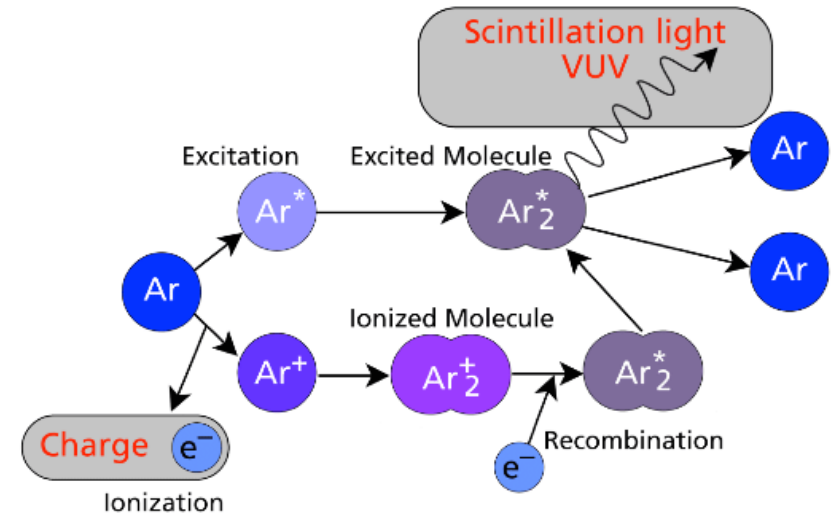 Scintillation light
VUV
Excitation
Excited Molecule
Ar
Ar*
Ar*2
Ar
Ar
Ionized Molecule
Ar+
Ar+2
Ar*2
Charge
e−
Recombination
e−
Ionization